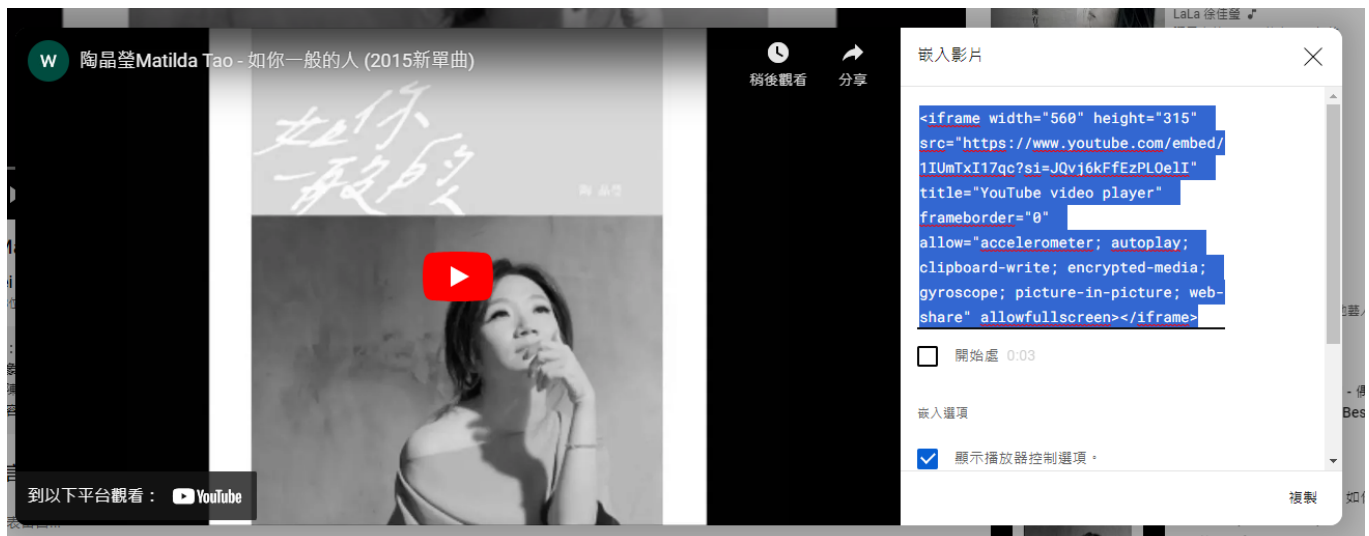 LaLa 徐佳瑩 🎵
W
陶晶瑩Matilda Tao - 如你一般的人 (2015新單曲)
稍後觀看
分享
如你
一般的人
陶 晶瑩
到以下平台觀看：
YouTube
嵌入影片
<iframe width="560" height="315"
src="https://www.youtube.com/embed/
1IUmTxI17qc?si=JQvj6kFfEzPLOelI"
title="YouTube video player"
frameborder="0"
allow="accelerometer; autoplay;
clipboard-write; encrypted-media;
gyroscope; picture-in-picture; web-
share" allowfullscreen></iframe>
開始處 0:03
嵌入選項
顯示播放器控制選項。
複製
Bes